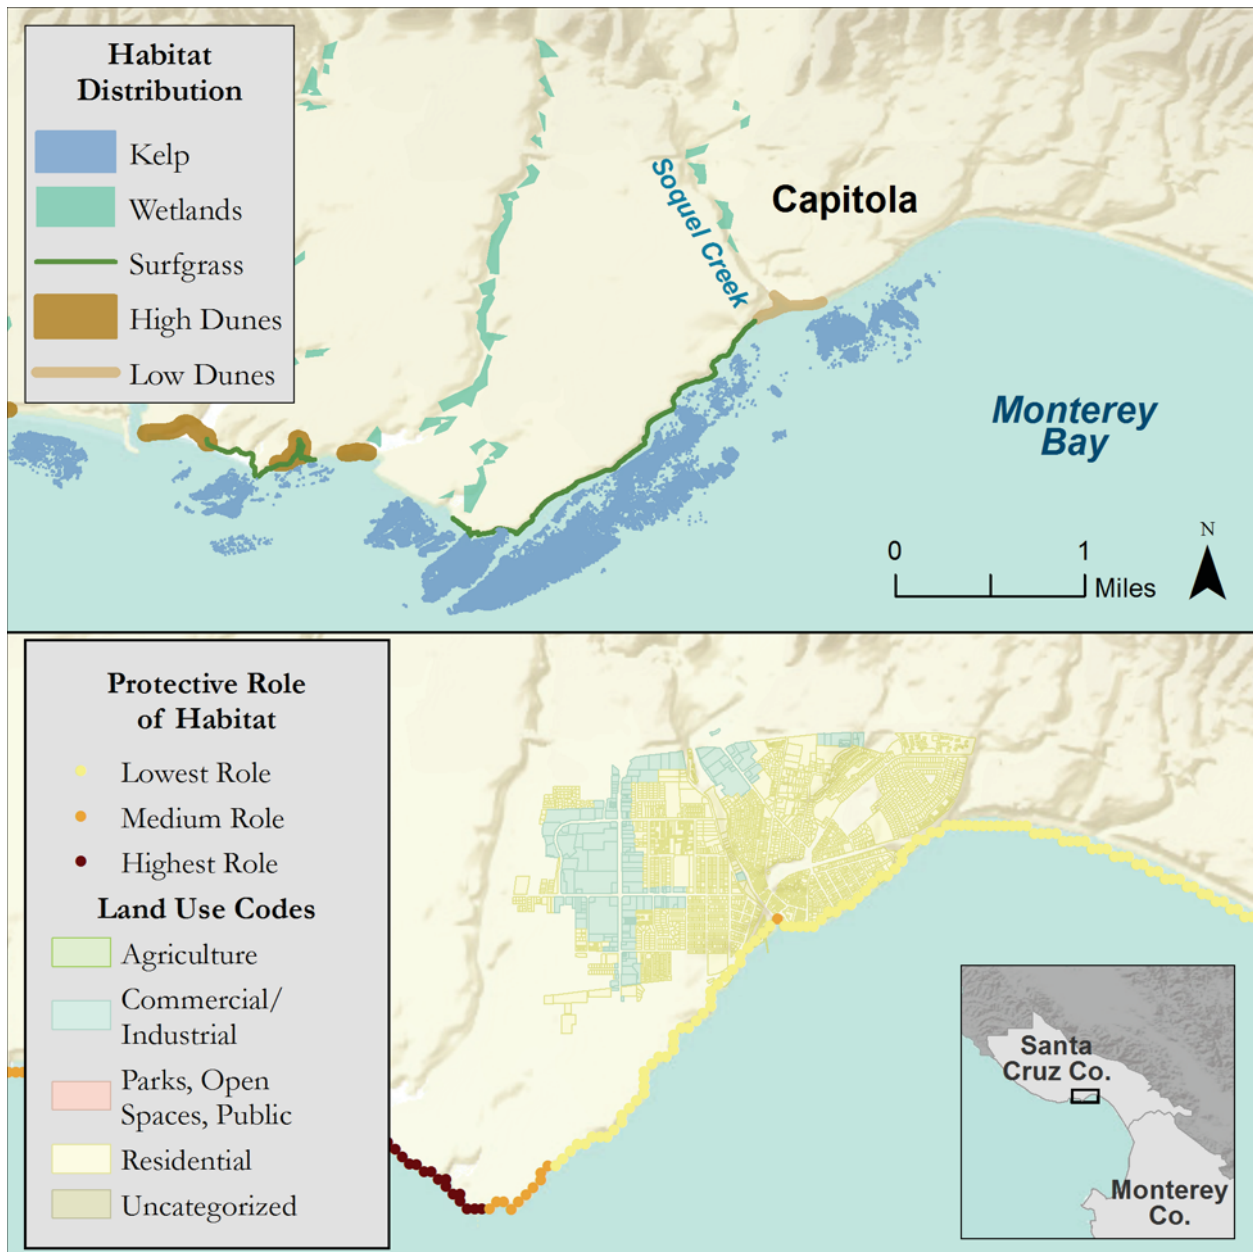 Habitat
Distribution
Kelp
Wetlands
Surfgrass
High Dunes
Low Dunes
Soquel Creek
Capitola
Monterey
Bay
0 1
Miles
N
Protective Role
of Habitat
Lowest Role
Medium Role
Highest Role
Land Use Codes
Agriculture
Commercial/
Industrial
Parks, Open
Spaces, Public
Residential
Uncategorized
Santa
Cruz Co.
Monterey
Co.